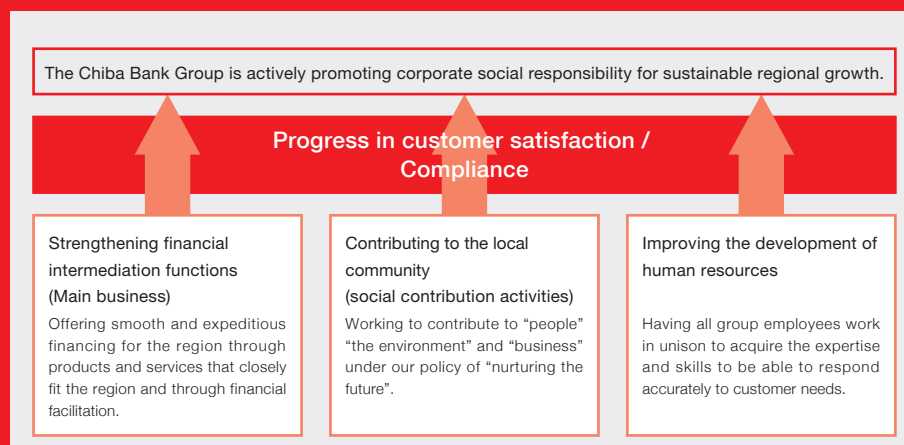 The Chiba Bank Group is actively promoting corporate social responsibility for sustainable regional growth.
Progress in customer satisfaction /
Compliance
Strengthening financial
intermediation functions
(Main business)
Offering smooth and expeditious
financing for the region through
products and services that closely
fit the region and through financial
facilitation.
Contributing to the local
community
(social contribution activities)
Working to contribute to “people”
“the environment” and “business”
under our policy of “nurturing the
future”.
Improving the development of
human resources
Having all group employees work
in unison to acquire the expertise
and skills to be able to respond
accurately to customer needs.